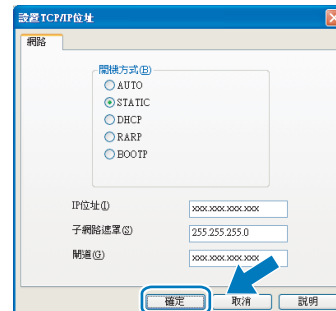 設置TCP/IP位址
網路
開機方式(B)
AUTO
STATIC
DHCP
RARP
BOOTP
IP位址(I) xxx.xxx.xxx.xxx
子網路遮罩(S) 255.255.255.0
閘道(G) xxx.xxx.xxx.xxx
確定 取消 說明